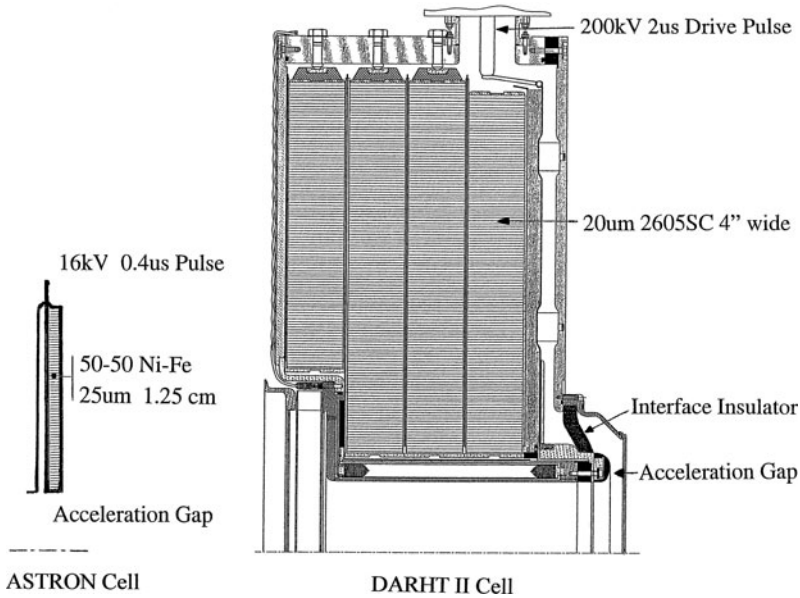 200kV 2us Drive Pulse
20um 2605SC 4” wide
16kV 0.4us Pulse
50-50 Ni-Fe
25um 1.25 cm
Interface Insulator
Acceleration Gap
Acceleration Gap
ASTRON Cell
DARHT II Cell